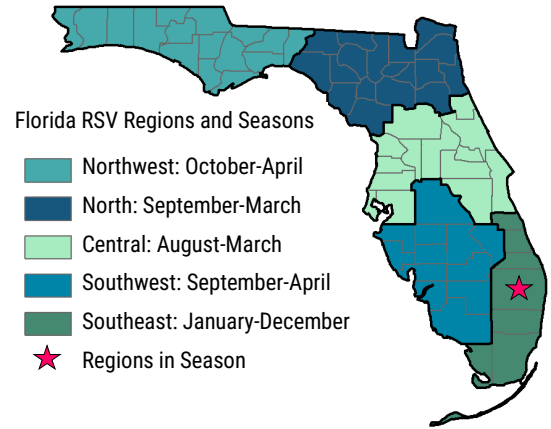 Florida RSV Regions and Seasons
Northwest: October-April
North: September-March
Central: August-March
Southwest: September-April
Southeast: January-December
Regions in Season